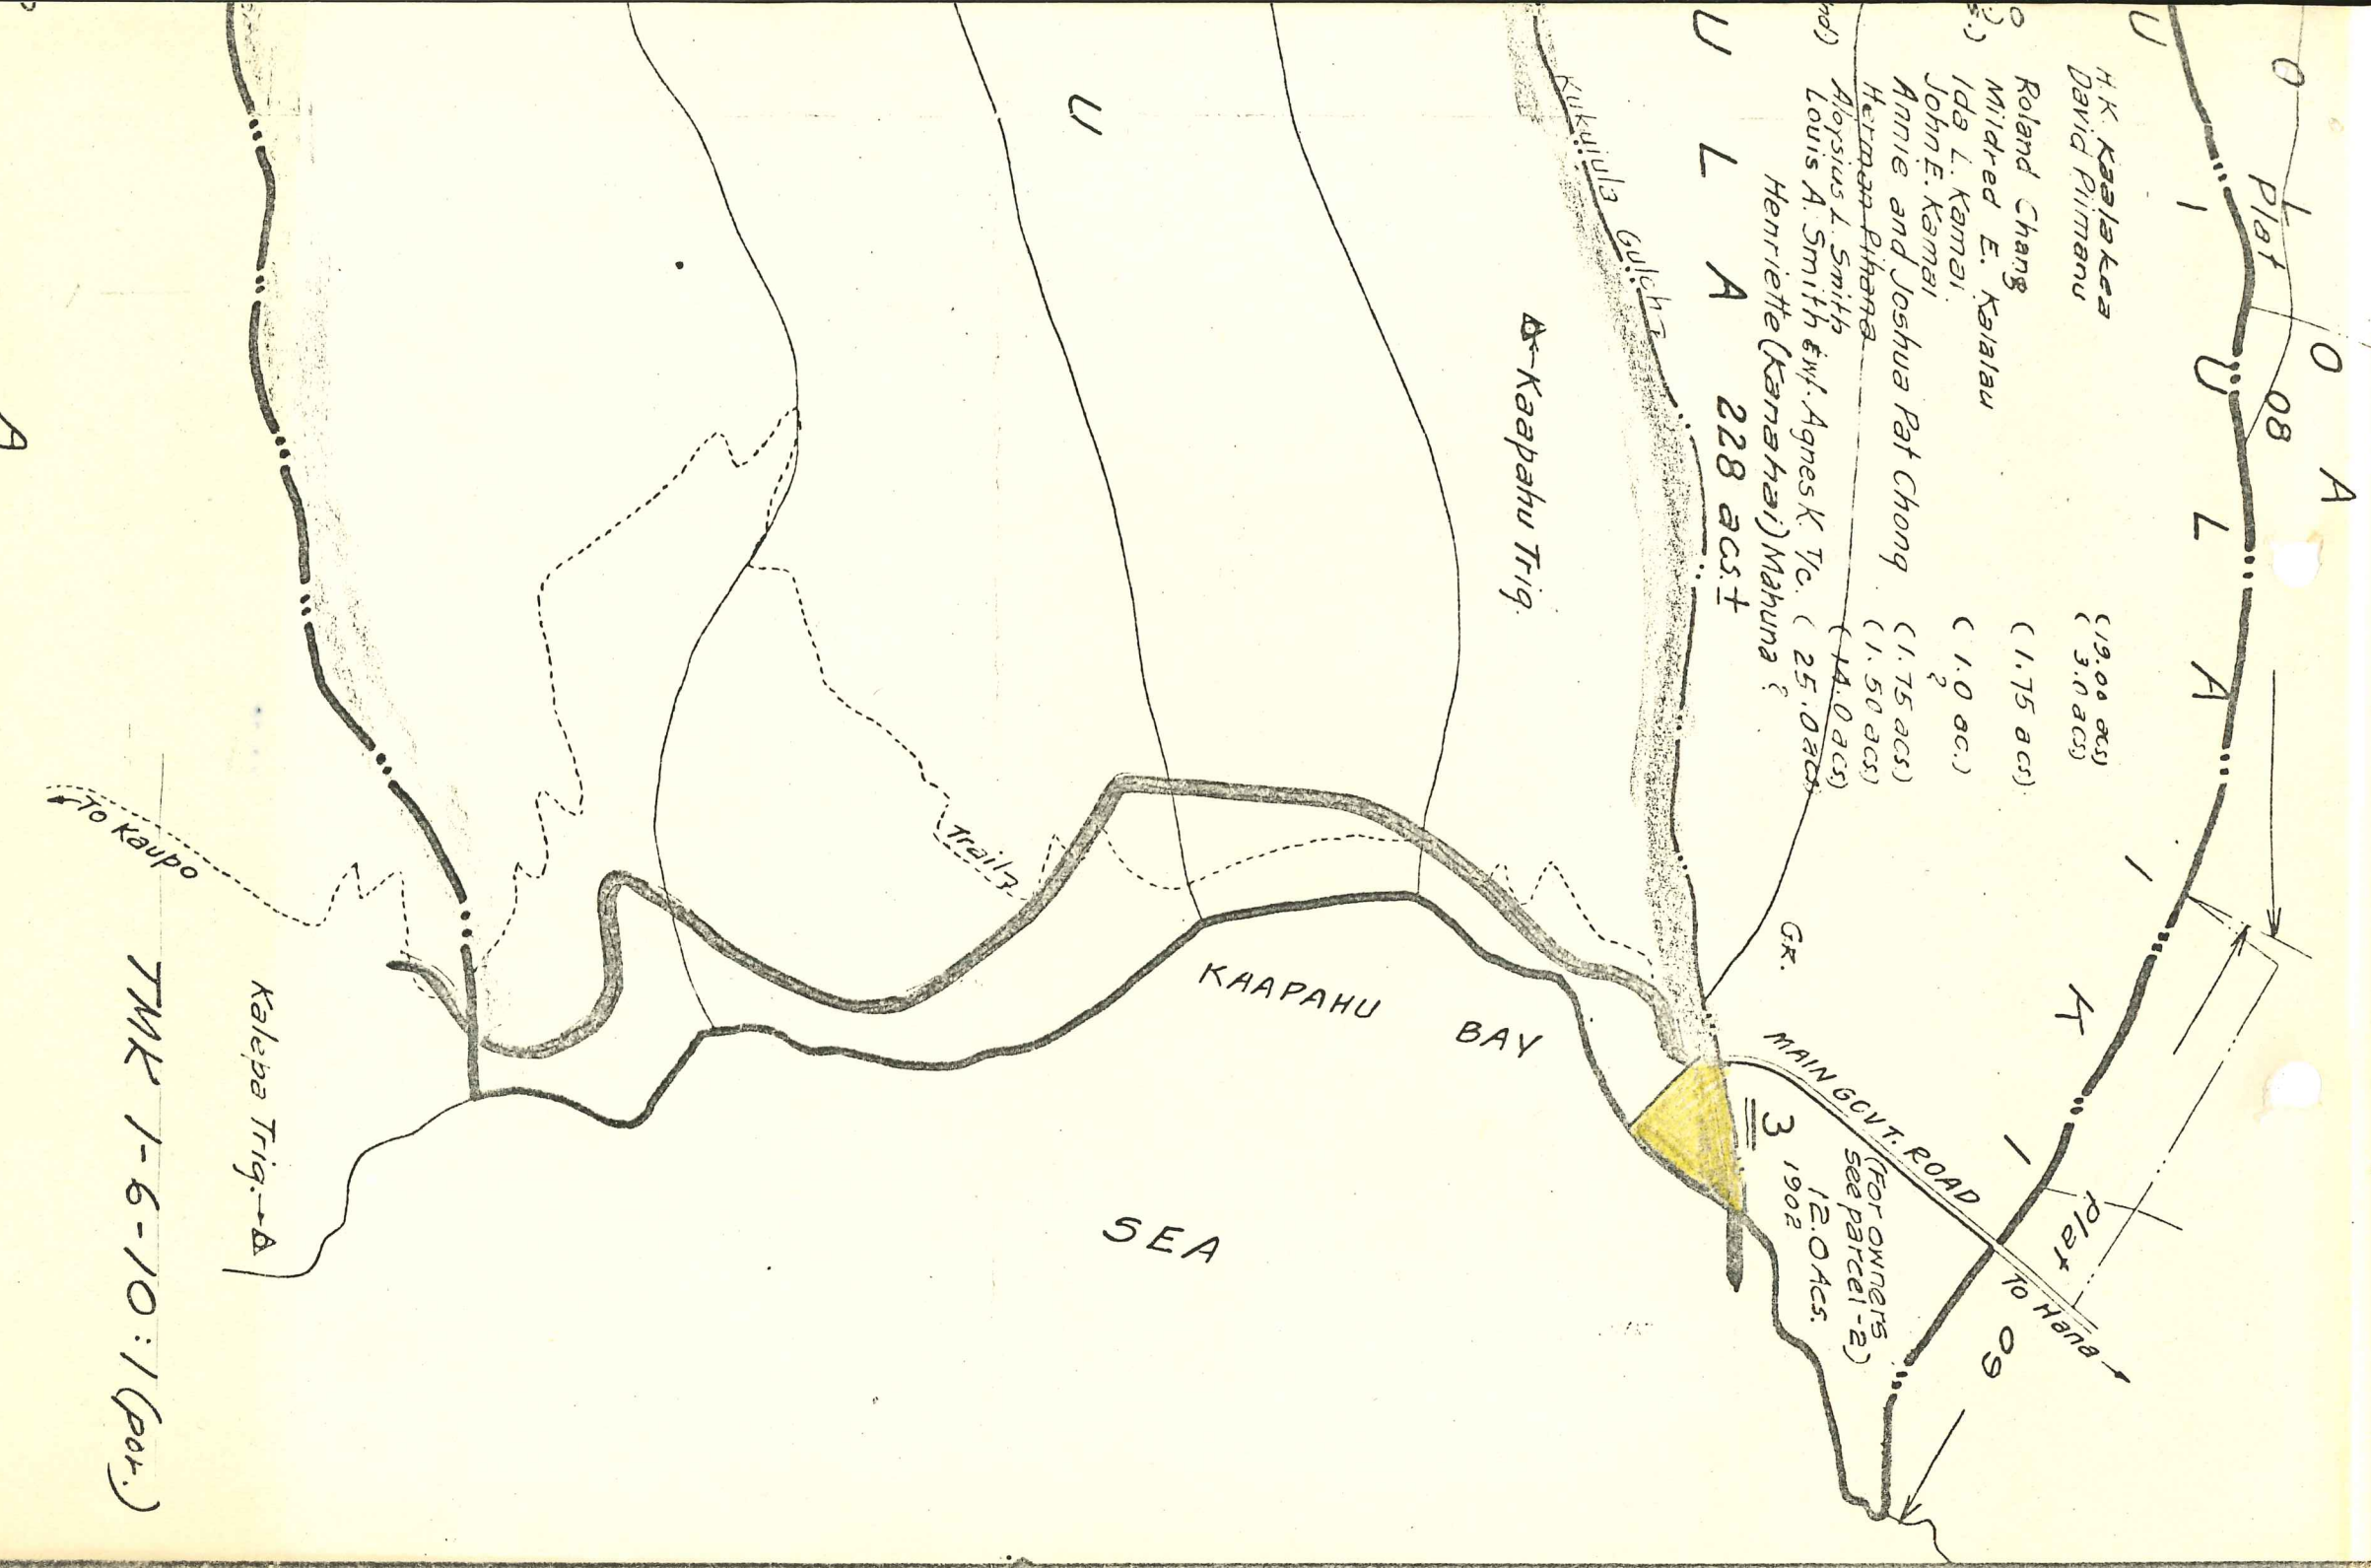 H.K. Kaalakea (19.00 acs)
David Piimanu (3.0 acs)
Roland Chang (1.75 acs)
Mildred E. Kalalau
Ida L. Kamai (1.0 ac.)
John E. Kamai ?
Annie and Joshua Pat Chong (1.75 acs)
Herman Pihana (1.50 acs)
Aloysius L. Smith (14.0 acs)
Louis A. Smith &wf. Agnes K. T/c. (25.0 acs)
Henriette (Kanahai) Mahuna ?
U L A 228 acs.±
U
U I U L A I K I
O A
O
Plat 08
Kukuiula Gulch
Kaapahu Trig.
Gr.
MAIN GOVT. ROAD
To Hana
Plat 09
3
1902
12.0 Acs.
(For owners
see parcel-2)
KAAPAHU BAY
SEA
Trail
To Kaupo
Kalepa Trig.
A
TMK 1-6-10:1 (por.)